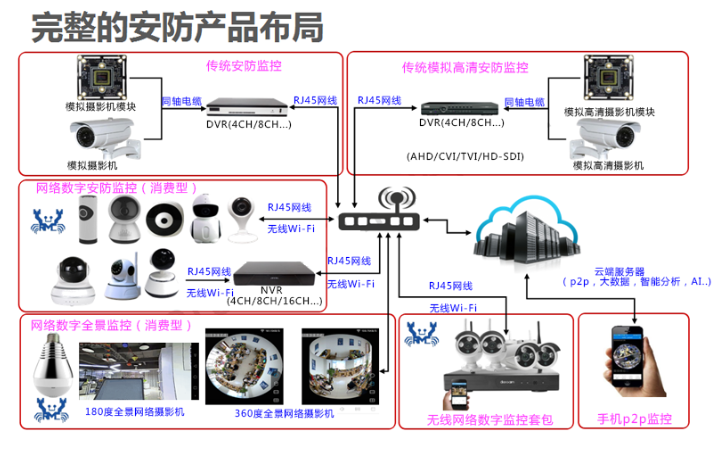 完整的安防产品布局
传统安防监控
模拟摄影机模块
同轴电缆
RJ45网线
DVR(4CH/8CH...)
模拟摄影机
传统模拟高清安防监控
RJ45网线
同轴电缆
DVR(4CH/8CH...)
模拟高清摄影机模块
(AHD/CVI/TVI/HD-SDI)
模拟高清摄影机
网络数字安防监控（消费型）
RMC
RJ45网线
无线Wi-Fi
RJ45网线
无线Wi-Fi
NVR
(4CH/8CH/16CH...)
RJ45网线
无线Wi-Fi
RJ45网线
无线Wi-Fi
云端服务器
（p2p，大数据，智能分析，AI..)
网络数字全景监控（消费型）
RMC
180度全景网络摄影机
360度全景网络摄影机
RMC
无线网络数字监控套包
手机p2p监控